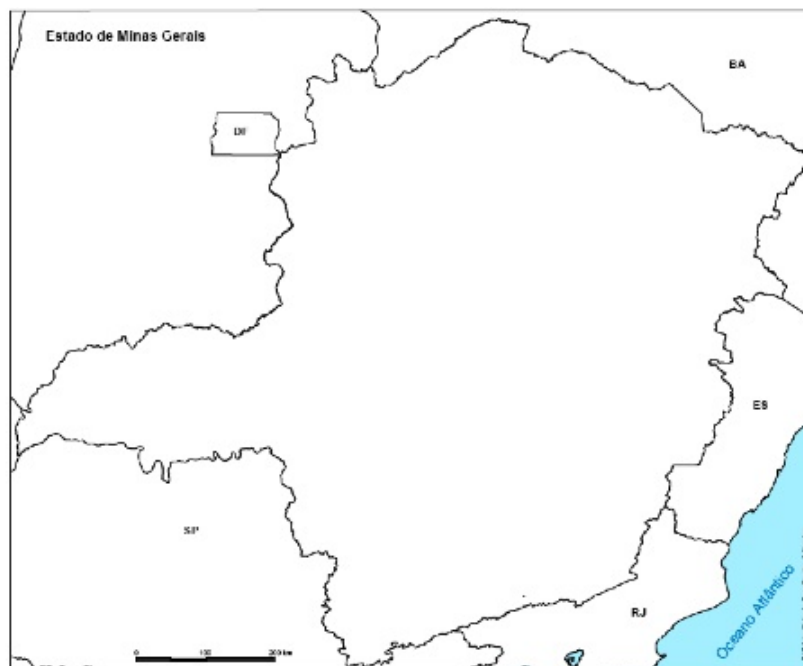 Estado de Minas Gerais
BA
DF
ES
SP
RJ
Oceano Atlântico
0 100 200 km